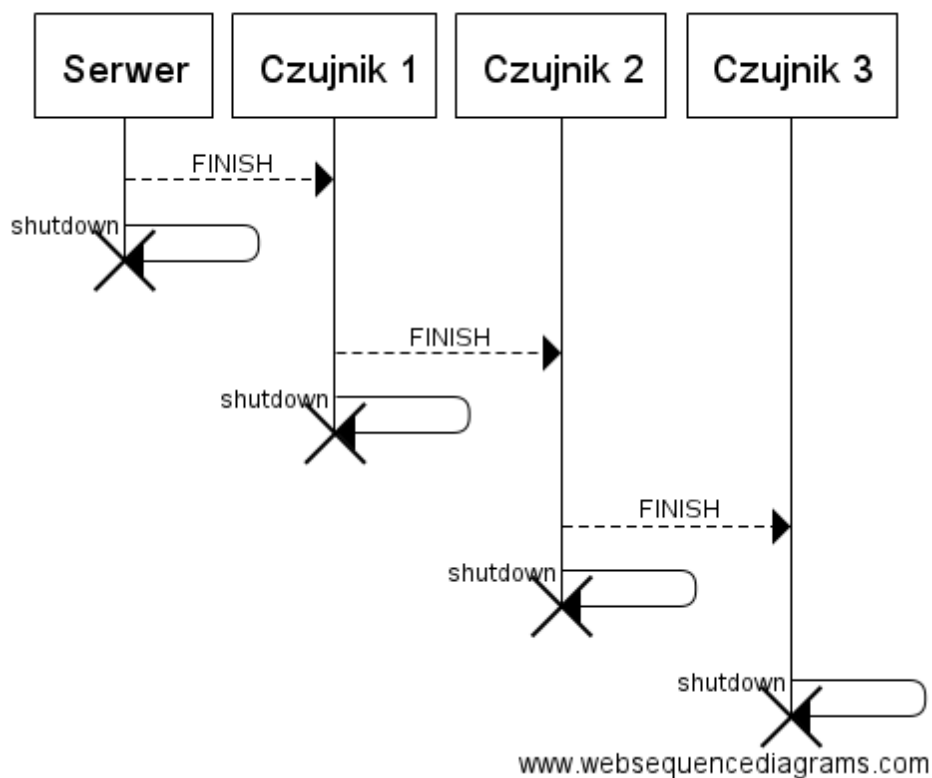 Serwer
Czujnik 1
Czujnik 2
Czujnik 3
FINISH
shutdown
FINISH
shutdown
FINISH
shutdown
shutdown
www.websequencediagrams.com